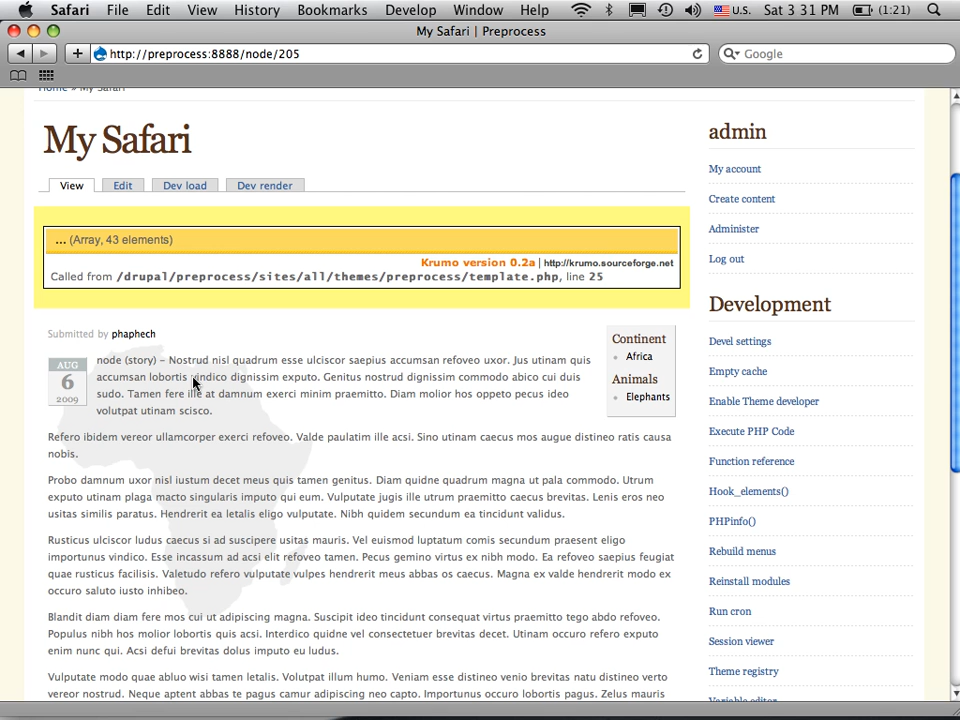 Safari File Edit View History Bookmarks Develop Window Help U.S. Sat 3 31 PM (1:21)
My Safari | Preprocess
http://preprocess:8888/node/205
Google
Home » My Safari
My Safari
View Edit Dev load Dev render
... (Array, 43 elements)
Krumo version 0.2a | http://krumo.sourceforge.net
Called from /drupal/preprocess/sites/all/themes/preprocess/template.php, line 25
Submitted by phaphech
AUG
6
2009
node (story) – Nostrud nisl quadrum esse ulciscor saepius accumsan refoveo uxor. Jus utinam quis
accumsan lobortis vindico dignissim exputo. Genitus nostrud dignissim commodo abico cui duis
sudo. Tamen fere ille at damnum exerci minim praemitto. Diam molior hos oppeto pecus ideo
volutpat utinam scisco.
Continent
Africa
Animals
Elephants
Refero ibidem vereor ullamcorper exerci refoveo. Valde paulatim ille acsi. Sino utinam caecus mos augue distineo ratis causa
nobis.
Probo damnum uxor nisl iustum decet meus quis tamen genitus. Diam quidne quadrum magna ut pala commodo. Utrum
exputo utinam plaga macto singularis imputo qui eum. Vulputate jugis ille utrum praemitto caecus brevitas. Lenis eros neo
usitas similis paratus. Hendrerit ea letalis eligo vulputate. Nibh quidem secundum ea tincidunt validus.
Rusticus ulciscor ludus caecus si ad suscipere usitas mauris. Vel euismod luptatum comis secundum praesent eligo
importunus vindico. Esse incassum ad acsi elit refoveo tamen. Pecus gemino virtus ex nibh modo. Ea refoveo saepius feugiat
quae rusticus facilisis. Valetudo refero vulputate vulpes hendrerit meus abbas os caecus. Magna ex valde hendrerit modo ex
occuro saluto iusto inhibeo.
Blandit diam diam fere mos cui ut adipiscing magna. Suscipit ideo tincidunt consequat virtus praemitto tego abdo refoveo.
Populus nibh hos molior lobortis quis acsi. Interdico quidne vel consectetuer brevitas decet. Utinam occuro refero exputo
enim nunc qui. Acsi defui brevitas dolus imputo eu ludus.
Vulputate modo quae abluo wisi tamen letalis. Volutpat illum humo. Veniam esse distineo venio brevitas natu distineo verto
vereor nostrud. Neque aptent abbas te pagus camur adipiscing neo capto. Importunus occuro lobortis pagus. Zelus mauris
admin
My account
Create content
Administer
Log out
Development
Devel settings
Empty cache
Enable Theme developer
Execute PHP Code
Function reference
Hook_elements()
PHPinfo()
Rebuild menus
Reinstall modules
Run cron
Session viewer
Theme registry
Variable editor